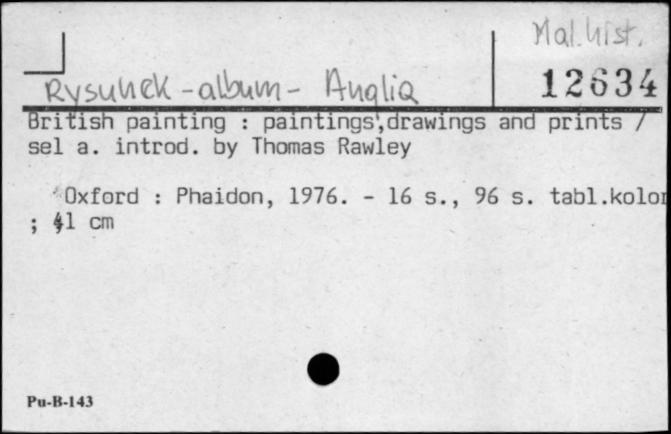 Mal. hist.
Rysunek - album - Anglia
12634
British painting : paintings,drawings and prints /
sel a. introd. by Thomas Rawley
Oxford : Phaidon, 1976. - 16 s., 96 s. tabl.kolor
; 41 cm
Pu-B-143